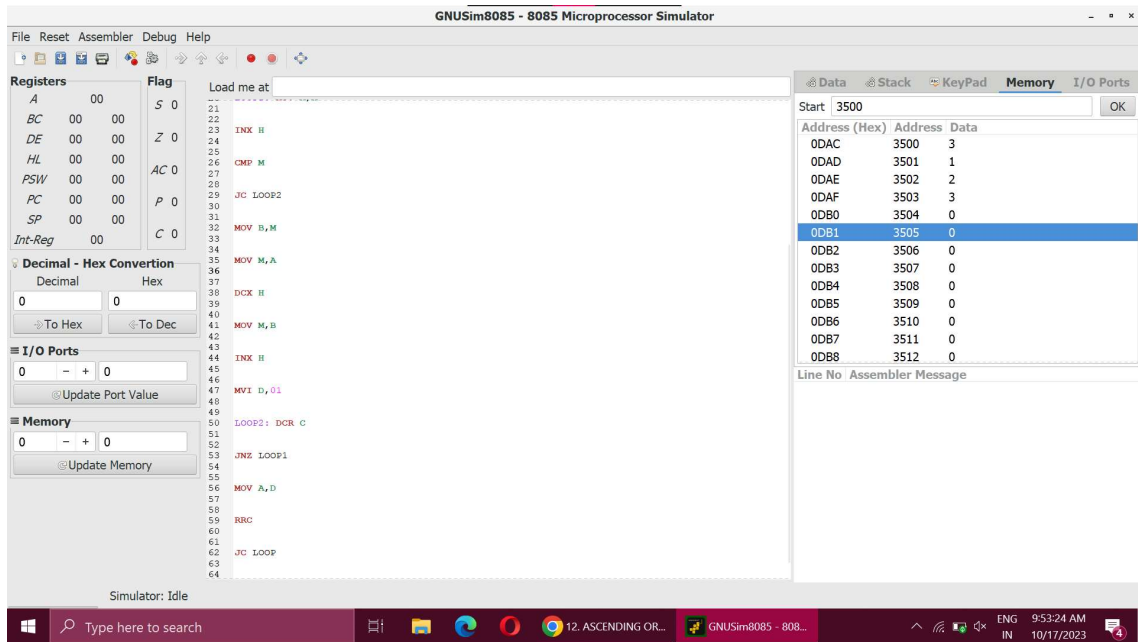 GNUSim8085 - 8085 Microprocessor Simulator
File Reset Assembler Debug Help
Registers
A 00
BC 00 00
DE 00 00
HL 00 00
PSW 00 00
PC 00 00
SP 00 00
Int-Reg 00
Flag
S 0
Z 0
AC 0
P 0
C 0
Decimal - Hex Convertion
Decimal Hex
0 0
To Hex To Dec
I/O Ports
0 - + 0
Update Port Value
Memory
0 - + 0
Update Memory
Load me at
21
22
23 INX H
24
25
26 CMP M
27
28
29 JC LOOP2
30
31
32 MOV B,M
33
34
35 MOV M,A
36
37
38 DCX H
39
40
41 MOV M,B
42
43
44 INX H
45
46
47 MVI D,01
48
49
50 LOOP2: DCR C
51
52
53 JNZ LOOP1
54
55
56 MOV A,D
57
58
59 RRC
60
61
62 JC LOOP
63
64
Data Stack KeyPad Memory I/O Ports
Start 3500 OK
Address (Hex) Address Data
0DAC 3500 3
0DAD 3501 1
0DAE 3502 2
0DAF 3503 3
0DB0 3504 0
0DB1 3505 0
0DB2 3506 0
0DB3 3507 0
0DB4 3508 0
0DB5 3509 0
0DB6 3510 0
0DB7 3511 0
0DB8 3512 0
Line No Assembler Message
Simulator: Idle
Type here to search
12. ASCENDING OR...
GNUSim8085 - 808...
ENG
IN
9:53:24 AM
10/17/2023
4